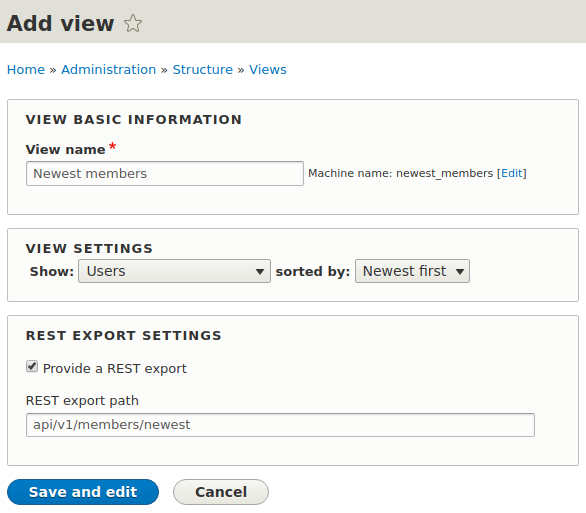 Add view
Home » Administration » Structure » Views
VIEW BASIC INFORMATION
View name *
Newest members Machine name: newest_members [Edit]
VIEW SETTINGS
Show: Users sorted by: Newest first
REST EXPORT SETTINGS
Provide a REST export
REST export path
api/v1/members/newest
Save and edit Cancel